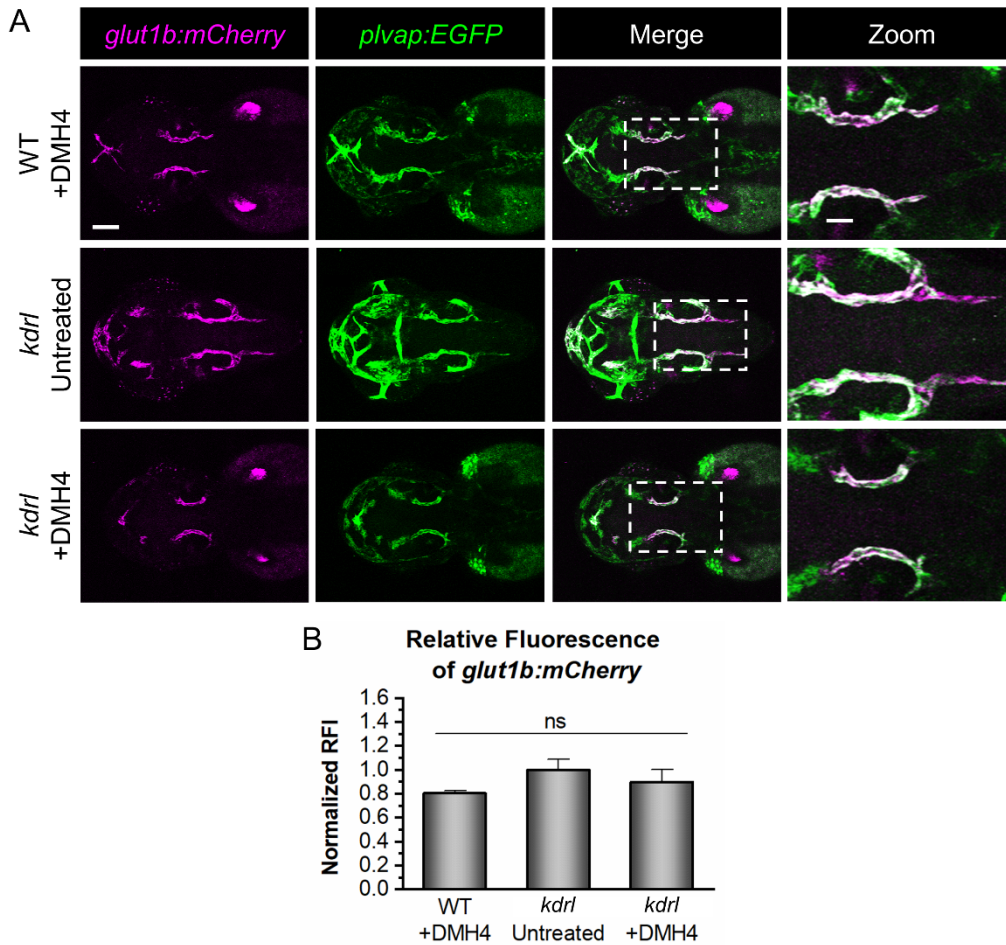 A
glut1b:mCherry
plvap:EGFP
Merge
Zoom
WT
+DMH4
kdrl
Untreated
kdrl
+DMH4
B
Relative Fluorescence
of glut1b:mCherry
Normalized RFI
1.6
1.4
1.2
1.0
0.8
0.6
0.4
0.2
0.0
ns
WT
+DMH4
kdrl
Untreated
kdrl
+DMH4